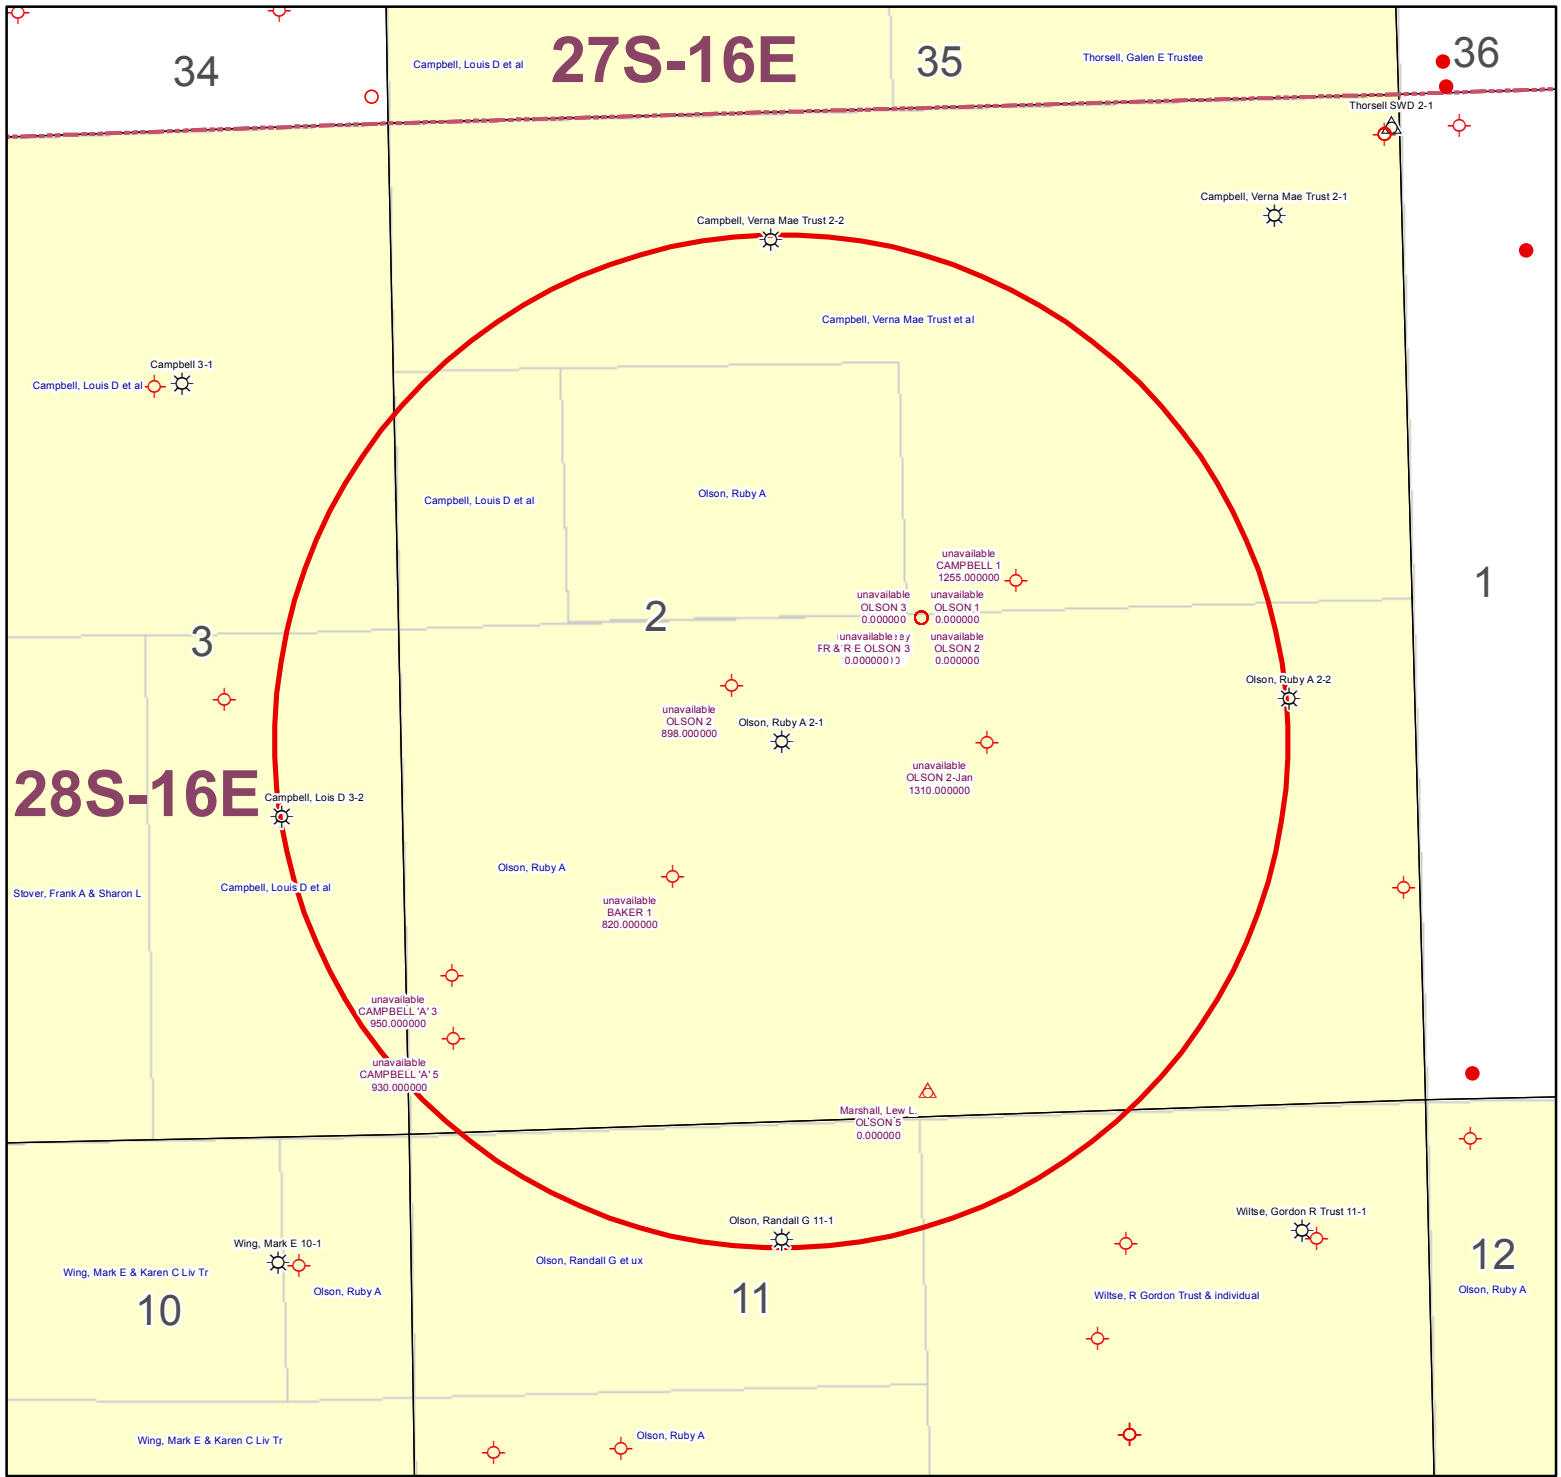 34
Campbell, Louis D et al
27S-16E
35
Thorsell, Galen E Trustee
36
Thorsell SWD 2-1
Campbell, Verna Mae Trust 2-1
Campbell, Verna Mae Trust 2-2
Campbell, Verna Mae Trust et al
Campbell 3-1
Campbell, Louis D et al
Campbell, Louis D et al
Olson, Ruby A
unavailable
CAMPBELL 1
1255.000000
1
unavailable
OLSON 3
0.000000
unavailable
OLSON 1
0.000000
2
3
unavailable
OLSON 3
unavailable
OLSON 2
0.000000
Olson, Ruby A 2-2
unavailable
OLSON 2
898.000000
Olson, Ruby A 2-1
unavailable
OLSON 2-Jan
1310.000000
28S-16E
Campbell, Lois D 3-2
Stover, Frank A & Sharon L
Campbell, Louis D et al
Olson, Ruby A
unavailable
BAKER 1
820.000000
unavailable
CAMPBELL 'A' 3
950.000000
unavailable
CAMPBELL 'A' 5
930.000000
Marshall, Lew L.
OLSON 5
0.000000
Olson, Randall G 11-1
Wiltse, Gordon R Trust 11-1
Wing, Mark E 10-1
Wing, Mark E & Karen C Liv Tr
Olson, Ruby A
Olson, Randall G et ux
Wiltse, R Gordon Trust & individual
12
Olson, Ruby A
10
11
Wing, Mark E & Karen C Liv Tr
Olson, Ruby A